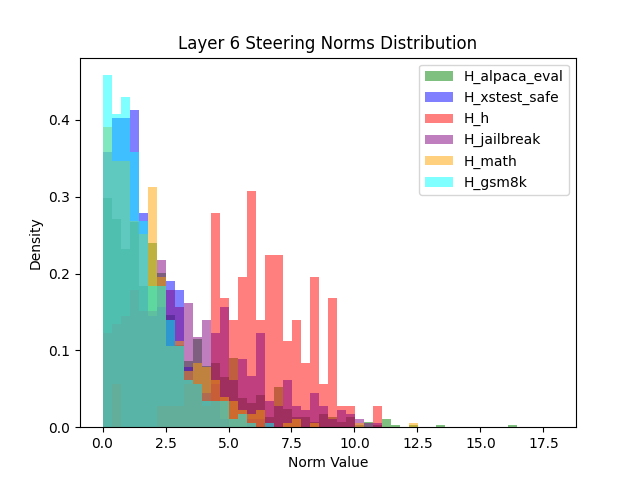 Layer 6 Steering Norms Distribution
H_alpaca_eval
H_xstest_safe
H_h
H_jailbreak
H_math
H_gsm8k
Density
0.4
0.3
0.2
0.1
0.0
0.0 2.5 5.0 7.5 10.0 12.5 15.0 17.5
Norm Value